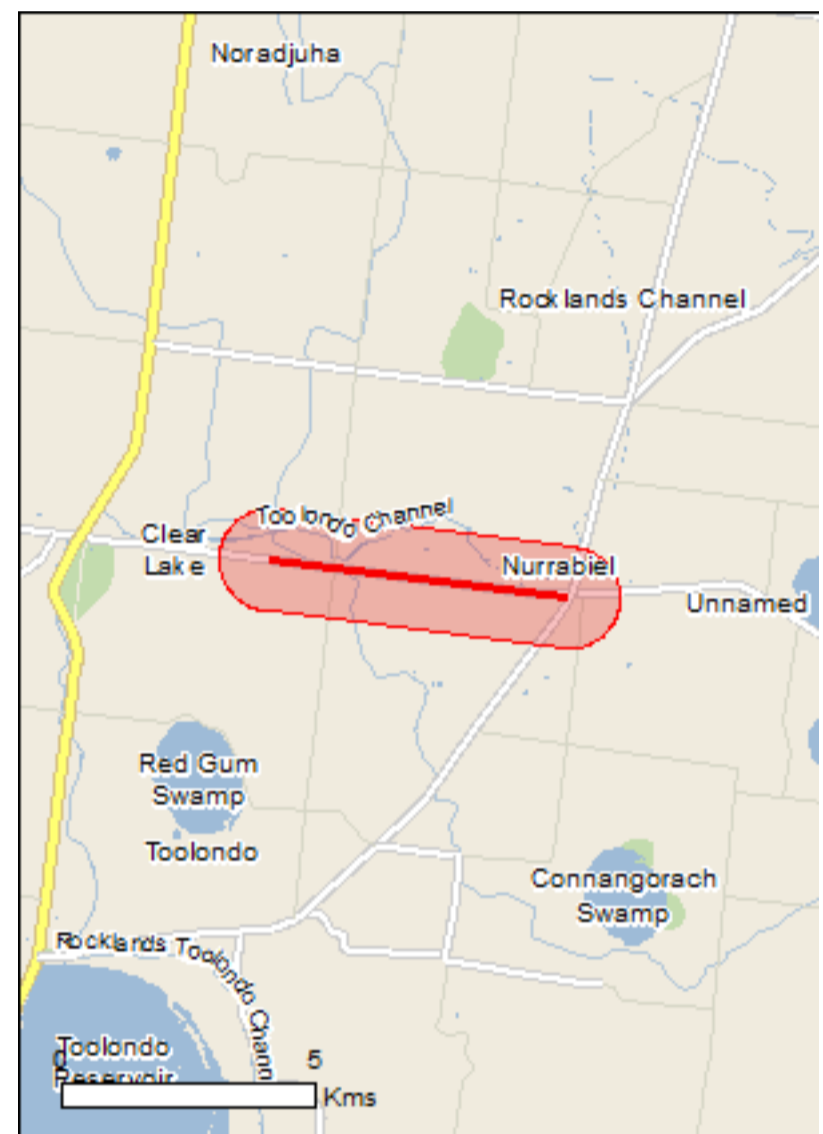 Noradjuha
Rocklands Channel
Toolondo Channel
Clear
Lake
Nurrabiel
Unnamed
Red Gum
Swamp
Toolondo
Connangorach
Swamp
Rocklands Toolondo Chann
Toolondo
Reservoir
0
5
Kms